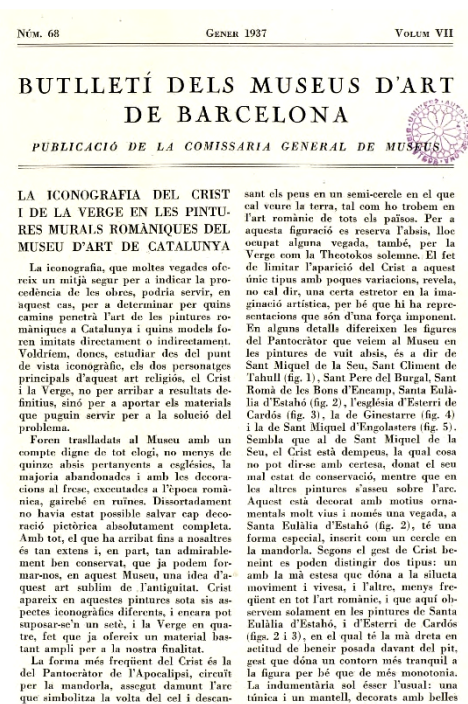 NÚM. 68 GENER 1937 VOLUM VII
BUTLLETÍ DELS MUSEUS D'ART
DE BARCELONA
PUBLICACIÓ DE LA COMISSARIA GENERAL DE MUSEUS
LA ICONOGRAFIA DEL CRIST
I DE LA VERGE EN LES PINTU-
RES MURALS ROMÀNIQUES DEL
MUSEU D'ART DE CATALUNYA
La iconografia, que moltes vegades ofe-
reix un mitjà segur per a indicar la pro-
cedència de les obres, podria servir, en
aquest cas, per a determinar per quins
camins penetrà l'art de les pintures ro-
màniques a Catalunya i quins models fo-
ren imitats directament o indirectament.
Voldríem, doncs, estudiar des del punt
de vista iconogràfic, els dos personatges
principals d'aquest art religiós, el Crist
i la Verge, no per arribar a resultats de-
finitius, sinó per a aportar els materials
que puguin servir per a la solució del
problema.
Foren traslladats al Museu amb un
compte digne de tot elogi, no menys de
quinze absis pertanyents a esglésies, la
majoria abandonades i amb les decora-
cions al fresc, executades a l'època romà-
nica, gairebé en ruïnes. Dissortadament
no havia estat possible salvar cap deco-
ració pictòrica absolutament completa.
Amb tot, el que ha arribat fins a nosaltres
és tan extens i, en part, tan admirable-
ment ben conservat, que ja podem for-
mar-nos, en aquest Museu, una idea d'a-
quest art sublim de l'antiguitat. Crist
apareix en aquestes pintures sota sis as-
pectes iconogràfics diferents, i encara pot
suposar-se'n un setè, i la Verge en qua-
tre, fet que ja ofereix un material bas-
tant ampli per a la nostra finalitat.
La forma més freqüent del Crist és la
del Pantocràtor de l'Apocalipsi, circuït
per la mandorla, assegut damunt l'arc
que simbolitza la volta del cel i descan-
sant els peus en un semi-cercle en el que
cal veure la terra, tal com ho trobem en
l'art romànic de tots els països. Per a
aquesta figuració es reserva l'absis, lloc
ocupat alguna vegada, també, per la
Verge com la Theotokos solemne. El fet
de limitar l'aparició del Crist a aquest
únic tipus amb poques variacions, revela,
no cal dir, una certa estretor en la ima-
ginació artística, per bé que hi ha repre-
sentacions que són d'una força imponent.
En alguns detalls difereixen les figures
del Pantocràtor que veiem al Museu en
les pintures de vuit absis, és a dir de
Sant Miquel de la Seu, Sant Climent de
Tahull (fig. 1), Sant Pere del Burgal, Sant
Romà de les Bons d'Encamp, Santa Eulà-
lia d'Estahó (fig. 2), l'església d'Esterri de
Cardós (fig. 3), la de Ginestarre (fig. 4)
i la de Sant Miquel d'Engolasters (fig. 5).
Sembla que al de Sant Miquel de la
Seu, el Crist està dempeus, la qual cosa
no pot dir-se amb certesa, donat el seu
mal estat de conservació, mentre que en
les altres pintures s'asseu sobre l'arc.
Aquest està decorat amb motius orna-
mentals molt vius i només una vegada, a
Santa Eulàlia d'Estahó (fig. 2), té una
forma especial, inscrit com un cercle en
la mandorla. Segons el gest de Crist be-
neint es poden distingir dos tipus: un
amb la mà estesa que dóna a la silueta
moviment i vivesa, i l'altre, menys fre-
qüent en tot l'art romànic, i que aquí ob-
servem solament en les pintures de Santa
Eulàlia d'Estahó, i d'Esterri de Cardós
(figs. 2 i 3), en el qual té la mà dreta en
actitud de beneir posada davant del pit,
gest que dóna un contorn més tranquil a
la figura per bé que de més monotonia.
La indumentària sol ésser l'usual: una
túnica i un mantell, decorats amb belles